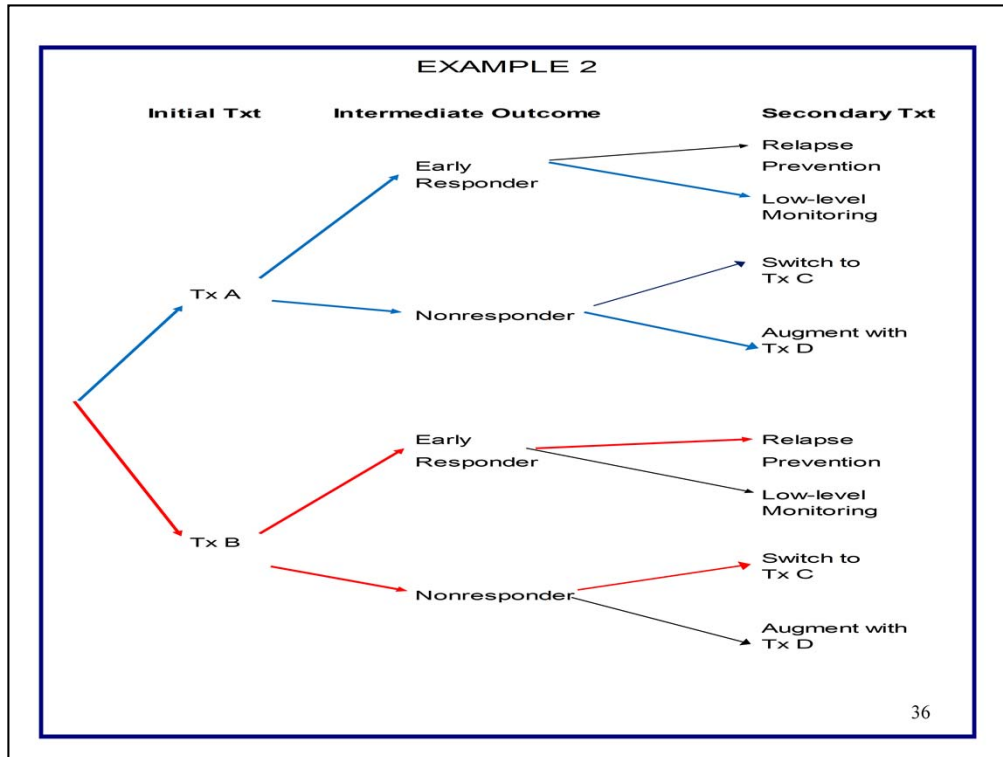 EXAMPLE 2
Initial Txt Intermediate Outcome Secondary Txt
Early
Responder
Relapse
Prevention
Low-level
Monitoring
Tx A
Nonresponder
Switch to
Tx C
Augment with
Tx D
Early
Responder
Relapse
Prevention
Low-level
Monitoring
Tx B
Nonresponder
Switch to
Tx C
Augment with
Tx D
36